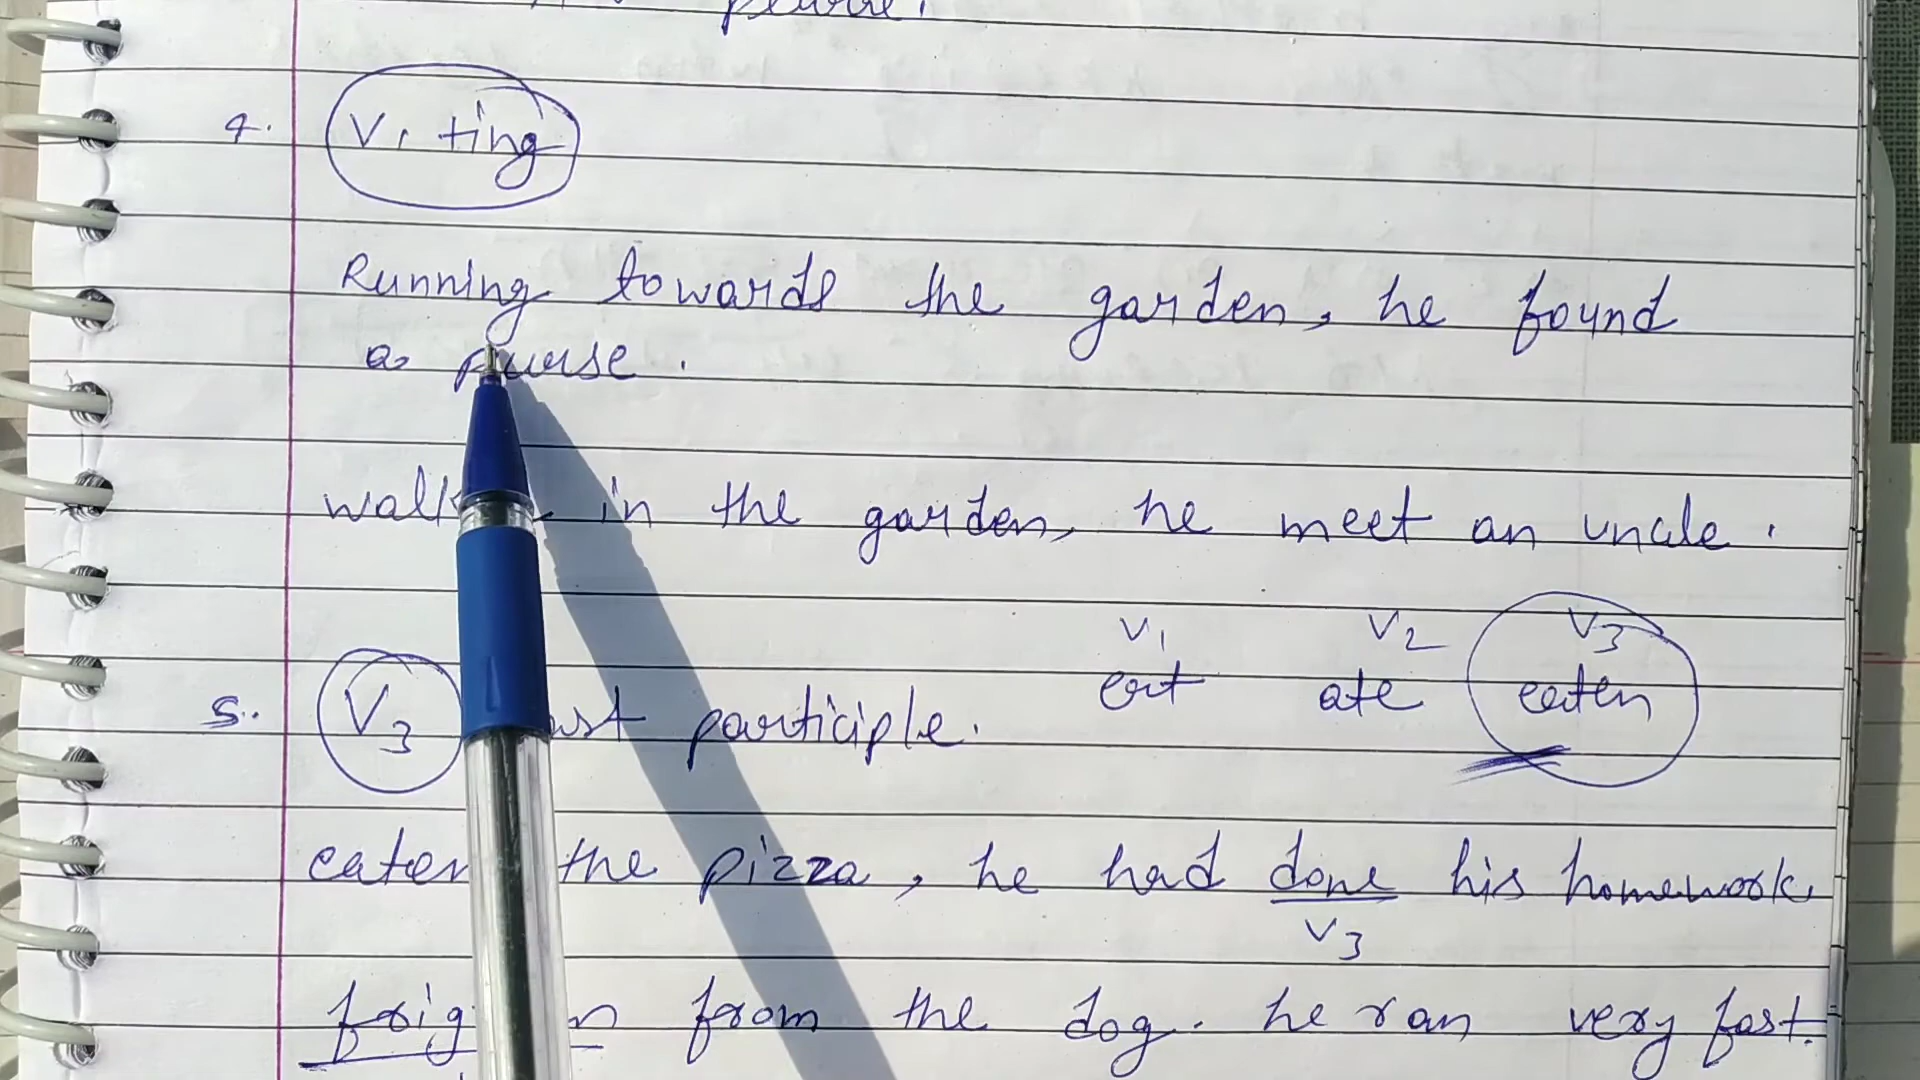 4. V1 +ing
Running towards the garden, he found
a purse.
in the garden, he meet an uncle.
V1 V2 V3
eat ate eaten
5. V3 participle.
the pizza, he had done his homework.
V3
from the dog. he ran very fast.